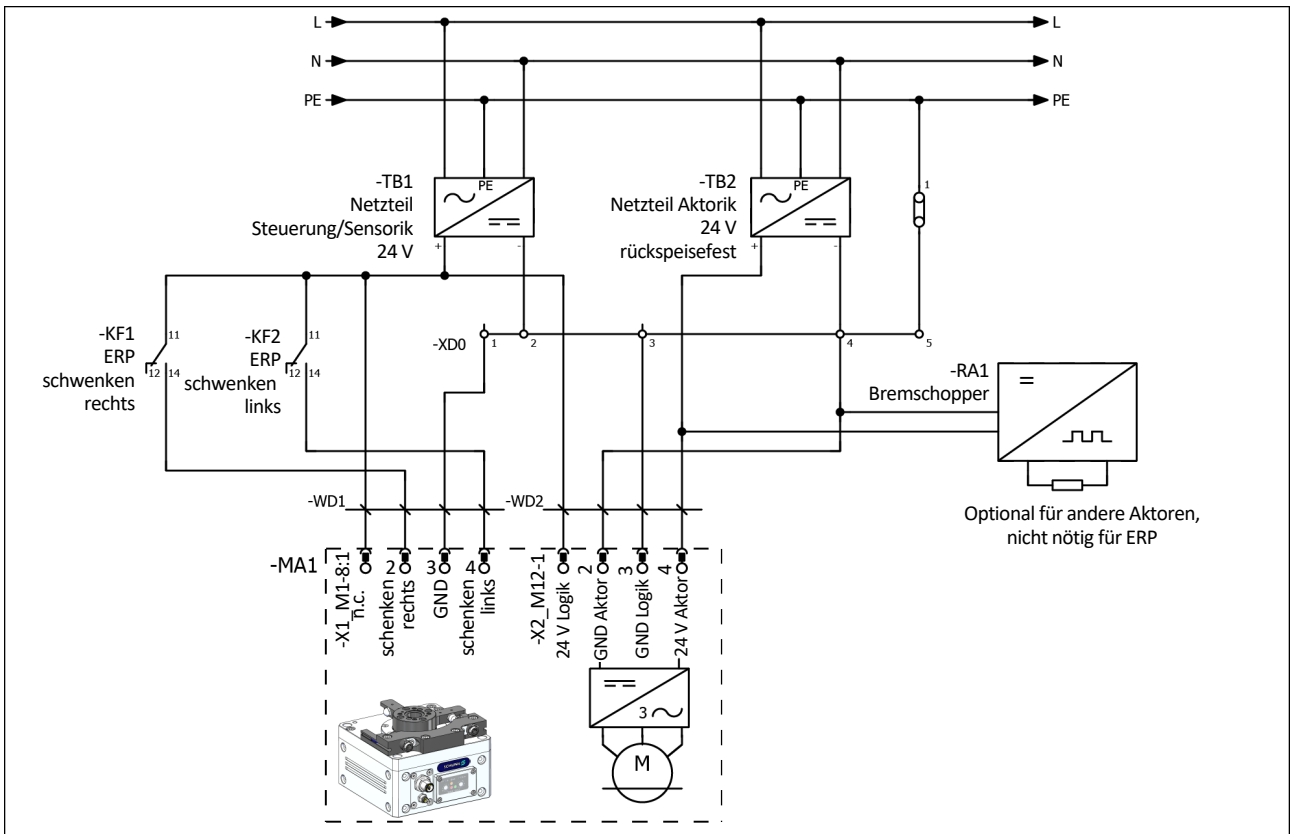 L
L
N
N
PE
PE
-TB1
Netzteil
Steuerung/Sensorik
24 V
PE
+
-
-TB2
Netzteil Aktorik
24 V
rückspeisefest
PE
+
-
1
-KF1
ERP
schwenken
rechts
11
12
14
-KF2
ERP
schwenken
links
11
12
14
-XD0
1
2
3
4
5
-RA1
Bremschopper
=
Optional für andere Aktoren,
nicht nötig für ERP
-WD1
-WD2
-MA1
-X1_M1-8:1
n.c.
2
schenken
rechts
3
GND
4
schenken
links
-X2_M12-1
24 V Logik
2
GND Aktor
3
GND Logik
4
24 V Aktor
3
M
SCHUNK